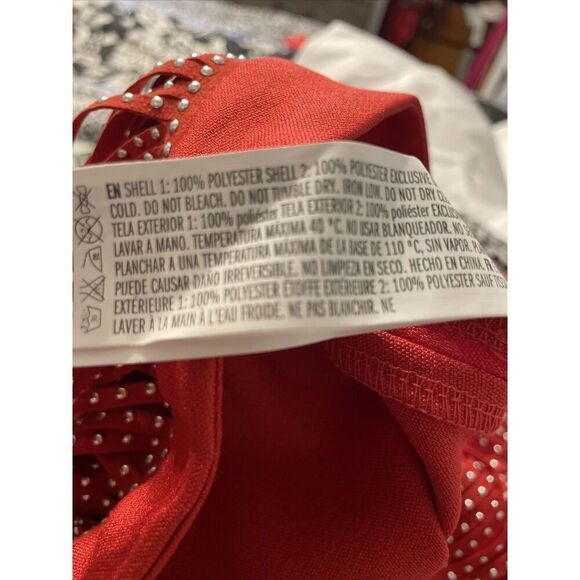 EN SHELL 1: 100% POLYESTER SHELL 2: 100% POLYESTER EXCLUSIVE
COLD. DO NOT BLEACH. DO NOT TUMBLE DRY. IRON LOW. DO NOT DRY
TELA EXTERIOR 1: 100% poliéster TELA EXTERIOR 2: 100% poliéster
LAVAR A MANO. TEMPERATURA MÁXIMA 40 °C. NO USAR BLANQUEADOR. NO
PLANCHAR A UNA TEMPERATURA MÁXIMA DE LA BASE DE 110 °C, SIN VAPOR.
PUEDE CAUSAR DAÑO IRREVERSIBLE. NO LIMPIEZA EN SECO. HECHO EN CHINA.
EXTÉRIEURE 1: 100% POLYESTER ÉTOFFE EXTÉRIEURE 2: 100% POLYESTER SAUF
LAVER À LA MAIN À L'EAU FROIDE. NE PAS BLANCHIR. NE